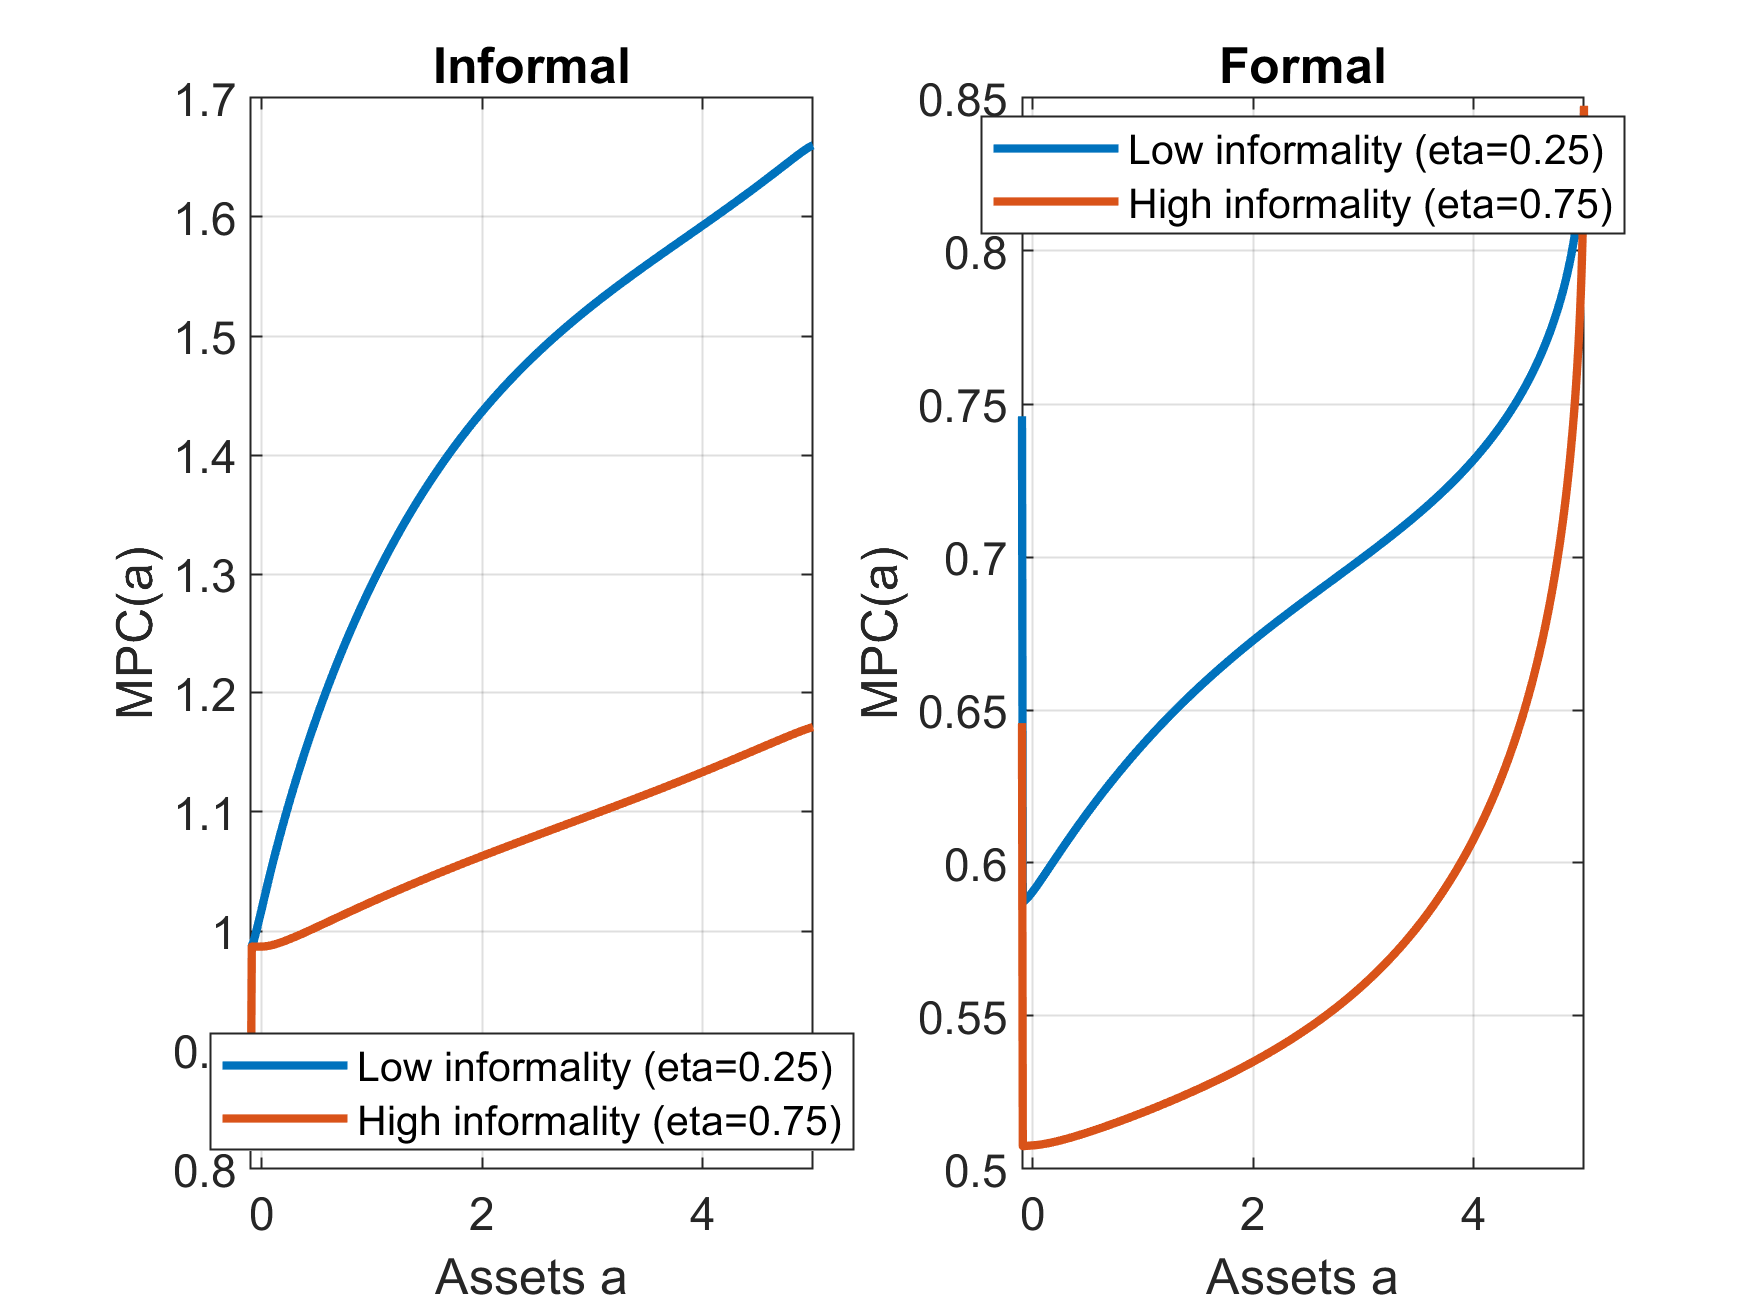 Informal
1.7
1.6
1.5
1.4
1.3
1.2
1.1
1
0.
0.8
MPC(a)
0
2
4
Assets a
Low informality (eta=0.25)
High informality (eta=0.75)
Formal
0.85
0.8
0.75
0.7
0.65
0.6
0.55
0.5
MPC(a)
0
2
4
Assets a
Low informality (eta=0.25)
High informality (eta=0.75)